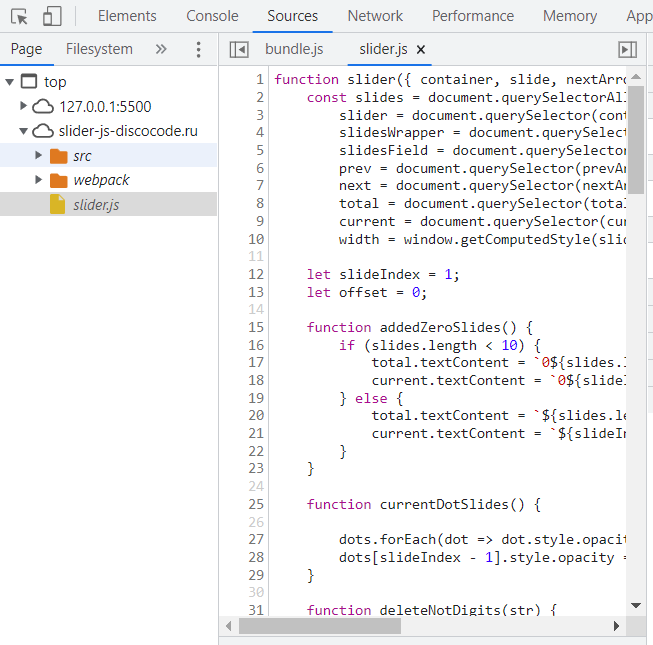 Elements Console Sources Network Performance Memory App
Page Filesystem » bundle.js slider.js ×
top
127.0.0.1:5500
slider-js-discocode.ru
src
webpack
slider.js
1 function slider({ container, slide, nextArro
2 const slides = document.querySelectorAll
3 slider = document.querySelector(cont
4 slidesWrapper = document.querySelect
5 slidesField = document.querySelector
6 prev = document.querySelector(prevAr
7 next = document.querySelector(nextAr
8 total = document.querySelector(total
9 current = document.querySelector(cur
10 width = window.getComputedStyle(slid
11
12 let slideIndex = 1;
13 let offset = 0;
14
15 function addedZeroSlides() {
16 if (slides.length < 10) {
17 total.textContent = `0${slides.l
18 current.textContent = `0${slideI
19 } else {
20 total.textContent = `${slides.le
21 current.textContent = `${slideIn
22 }
23 }
24
25 function currentDotSlides() {
26
27 dots.forEach(dot => dot.style.opacit
28 dots[slideIndex - 1].style.opacity =
29 }
30
31 function deleteNotDigits(str) {